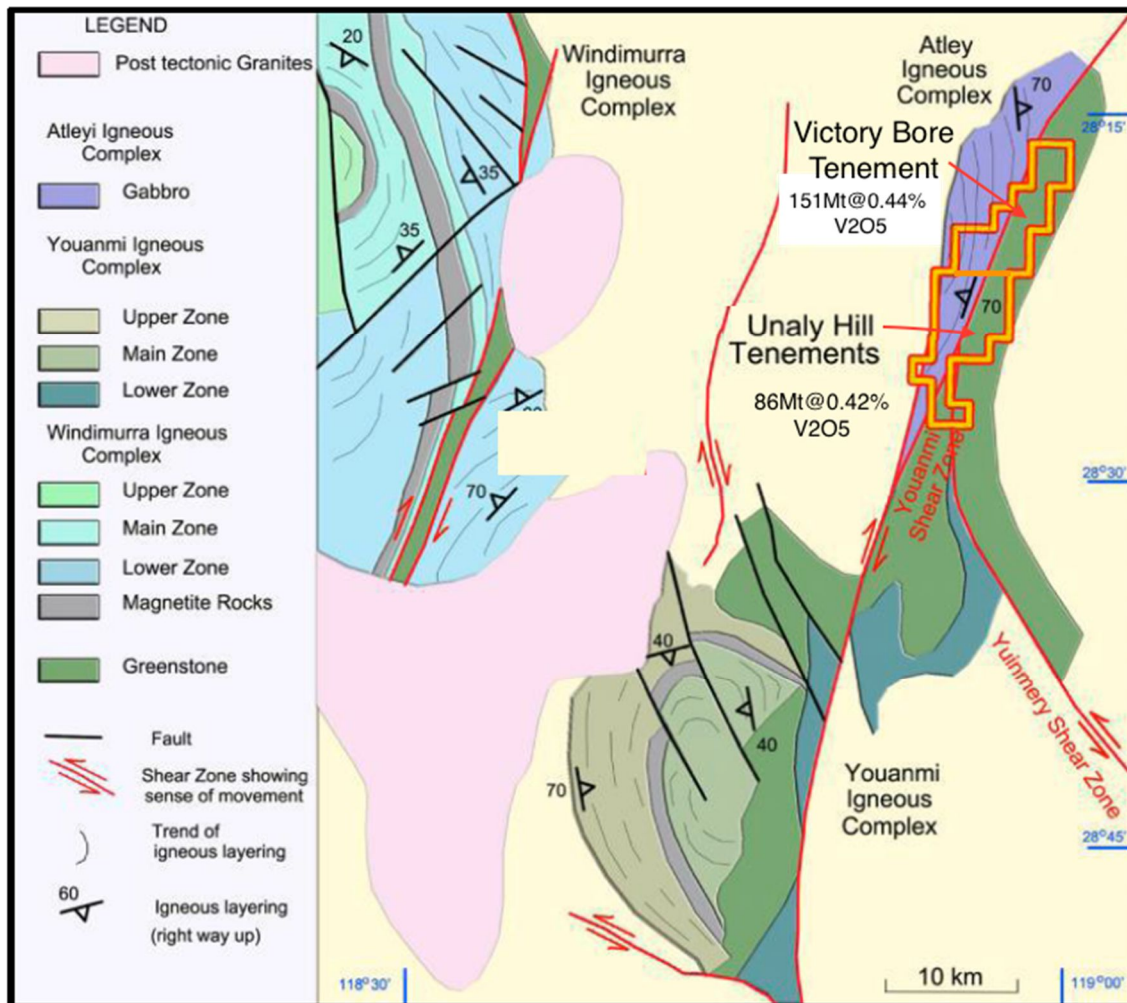 LEGEND
Post tectonic Granites
Atleyi Igneous
Complex
Gabbro
Youanmi Igneous
Complex
Upper Zone
Main Zone
Lower Zone
Windimurra Igneous
Complex
Upper Zone
Main Zone
Lower Zone
Magnetite Rocks
Greenstone
Fault
Shear Zone showing
sense of movement
Trend of
igneous layering
60
Igneous layering
(right way up)
20
Windimurra
Igneous
Complex
35
35
70
Atley
Igneous
Complex
70
28°15'
Victory Bore
Tenement
151Mt@0.44%
V2O5
70
Unaly Hill
Tenements
86Mt@0.42%
V2O5
Youanmi
Shear Zone
28°30'
40
40
70
Yuinmery Shear Zone
Youanmi
Igneous
Complex
28°45'
118°30'
10 km
119°00'